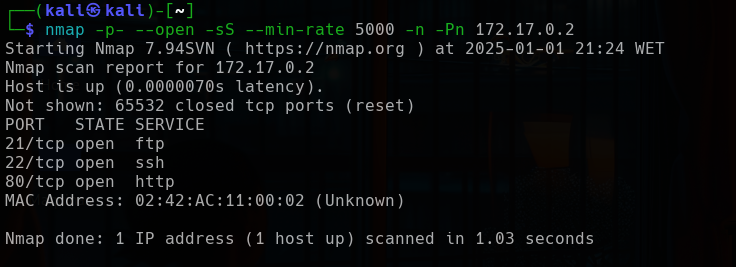 ┌──(kali㉿kali)-[~]
└─$ nmap -p- --open -sS --min-rate 5000 -n -Pn 172.17.0.2
Starting Nmap 7.94SVN ( https://nmap.org ) at 2025-01-01 21:24 WET
Nmap scan report for 172.17.0.2
Host is up (0.0000070s latency).
Not shown: 65532 closed tcp ports (reset)
PORT   STATE SERVICE
21/tcp open  ftp
22/tcp open  ssh
80/tcp open  http
MAC Address: 02:42:AC:11:00:02 (Unknown)
Nmap done: 1 IP address (1 host up) scanned in 1.03 seconds